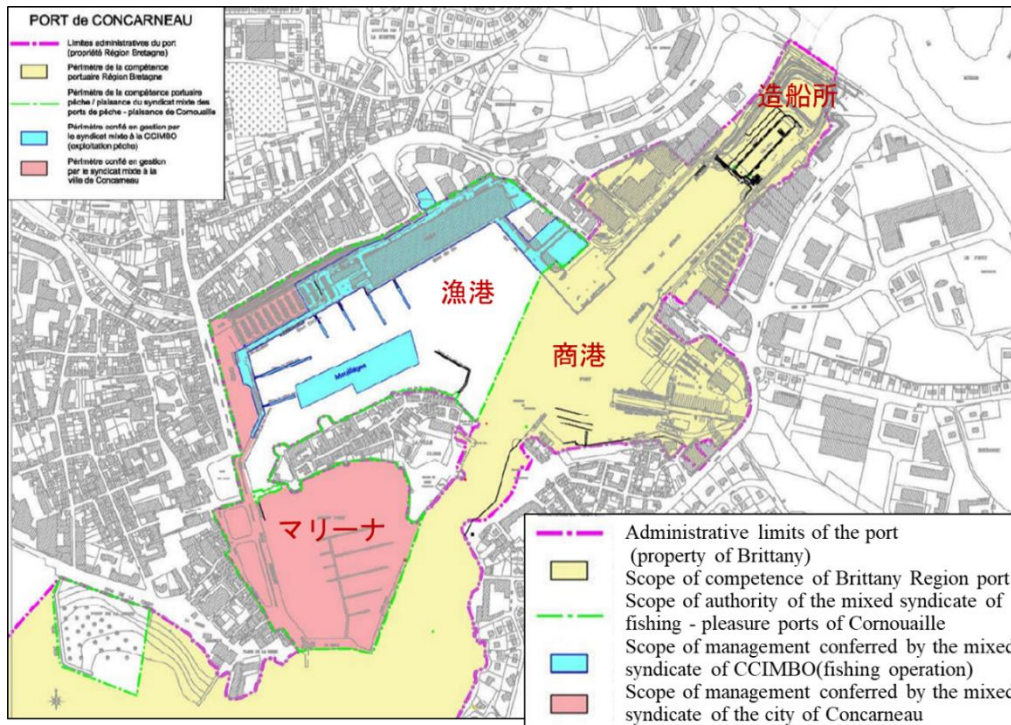 PORT de CONCARNEAU
Limites administratives du port
(propriété Région Bretagne)
Périmètre de la compétence
portuaire Région Bretagne
Périmètre de la compétence portuaire
pêche / plaisance du syndicat mixte des
ports de pêche - plaisance de Cornouaille
Périmètre confié en gestion par
le syndicat mixte à la CCIMBO
(exploitation pêche)
Périmètre confié en gestion
par le syndicat mixte à la
ville de Concarneau
造船所
漁港
商港
マリーナ
Administrative limits of the port
(property of Brittany)
Scope of competence of Brittany Region port
Scope of authority of the mixed syndicate of
fishing - pleasure ports of Cornouaille
Scope of management conferred by the mixed
syndicate of CCIMBO(fishing operation)
Scope of management conferred by the mixed
syndicate of the city of Concarneau